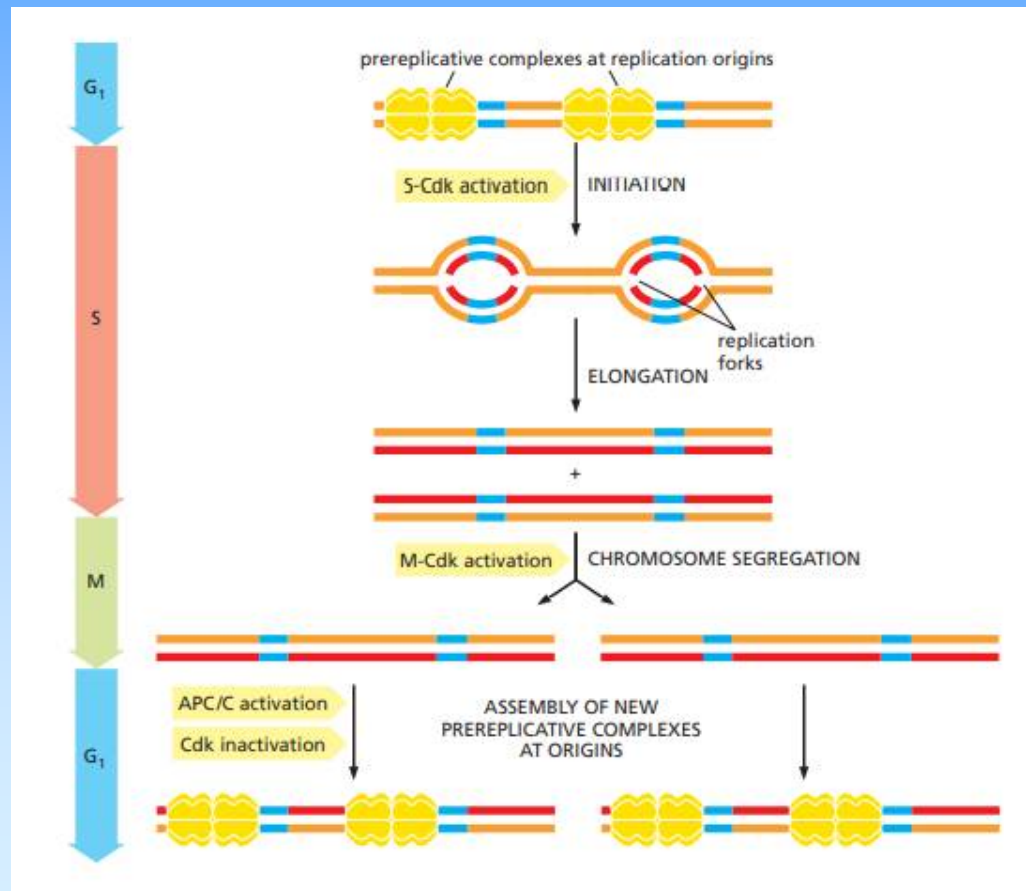 prereplicative complexes at replication origins
G1
S-Cdk activation
INITIATION
S
replication
forks
ELONGATION
+
M-Cdk activation
CHROMOSOME SEGREGATION
M
APC/C activation
Cdk inactivation
ASSEMBLY OF NEW
PREREPLICATIVE COMPLEXES
AT ORIGINS
G1